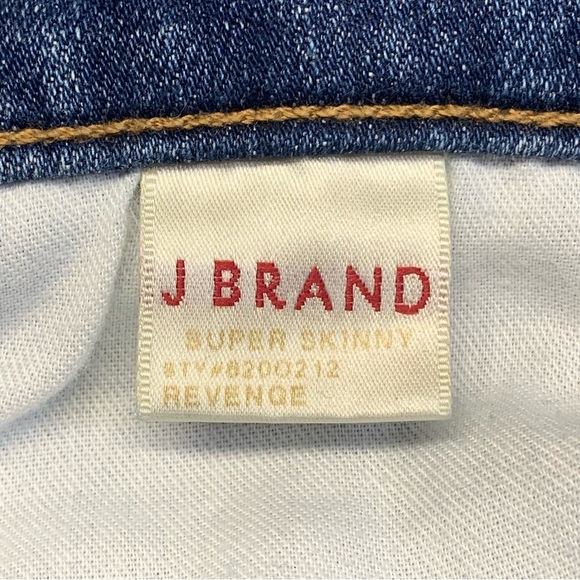 J BRAND
SUPER SKINNY
STY#8200212
REVENGE